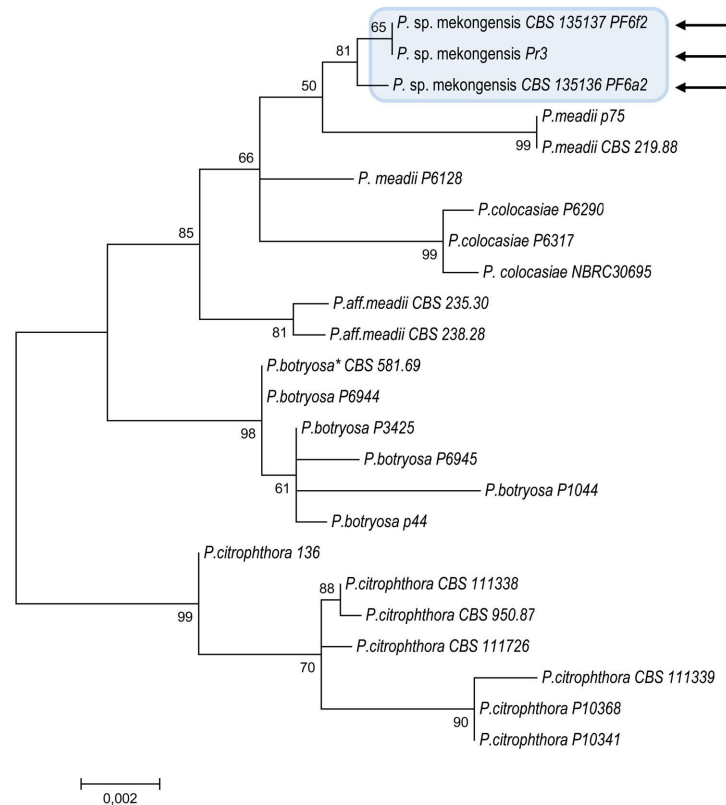 65
P. sp. mekongensis CBS 135137 PF6f2
81
P. sp. mekongensis Pr3
50
P. sp. mekongensis CBS 135136 PF6a2
P.meadii p75
99
P.meadii CBS 219.88
66
P. meadii P6128
P.colocasiae P6290
85
P.colocasiae P6317
99
P. colocasiae NBRC30695
P.aff.meadii CBS 235.30
81
P.aff.meadii CBS 238.28
P.botryosa* CBS 581.69
P.botryosa P6944
98
P.botryosa P3425
P.botryosa P6945
61
P.botryosa P1044
P.botryosa p44
P.citrophthora 136
88
P.citrophthora CBS 111338
99
P.citrophthora CBS 950.87
P.citrophthora CBS 111726
70
P.citrophthora CBS 111339
P.citrophthora P10368
90
P.citrophthora P10341
0,002